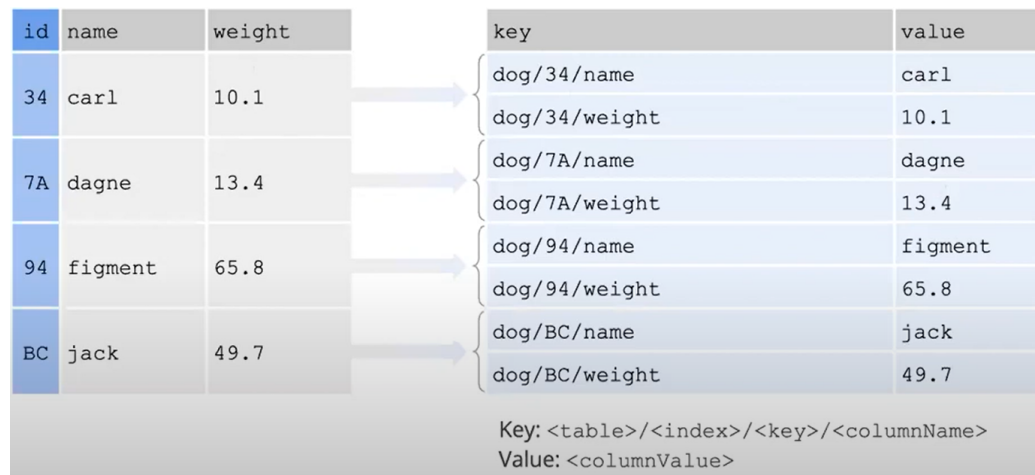 id name weight
34 carl 10.1
7A dagne 13.4
94 figment 65.8
BC jack 49.7
key value
dog/34/name carl
dog/34/weight 10.1
dog/7A/name dagne
dog/7A/weight 13.4
dog/94/name figment
dog/94/weight 65.8
dog/BC/name jack
dog/BC/weight 49.7
Key: <table>/<index>/<key>/<columnName>
Value: <columnValue>